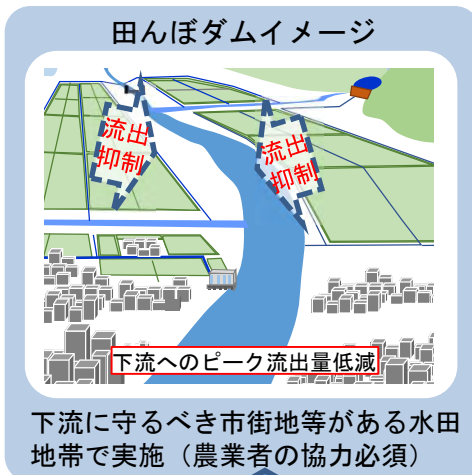 田んぼダムイメージ
流出
抑制
流出
抑制
下流へのピーク流出量低減
下流に守るべき市街地等がある水田
地帯で実施（農業者の協力必須）